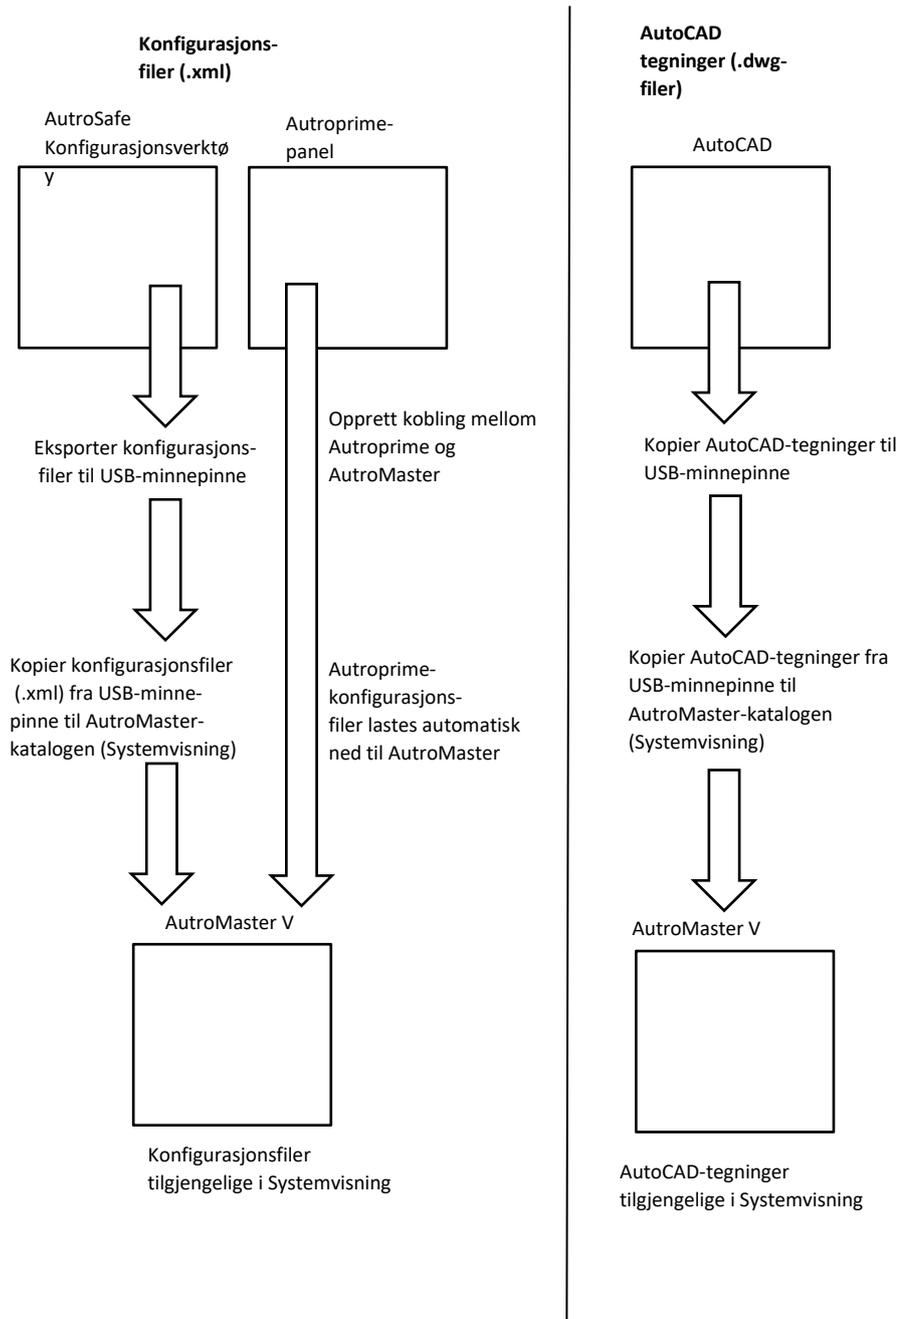 Konfigurasjons-
filer (.xml)
AutroSafe
Konfigurasjonsverktø
y
Autroprime-
panel
Eksporter konfigurasjons-
filer til USB-minnepinne
Opprett kobling mellom
Autroprime og
AutroMaster
Kopier konfigurasjonsfiler
(.xml) fra USB-minne-
pinne til AutroMaster-
katalogen (Systemvisning)
Autroprime-
konfigurasjons-
filer lastes automatisk
ned til AutroMaster
AutroMaster V
Konfigurasjonsfiler
tilgjengelige i Systemvisning
AutoCAD
tegninger (.dwg-
filer)
AutoCAD
Kopier AutoCAD-tegninger til
USB-minnepinne
Kopier AutoCAD-tegninger fra
USB-minnepinne til
AutroMaster-katalogen
(Systemvisning)
AutroMaster V
AutoCAD-tegninger
tilgjengelige i Systemvisning